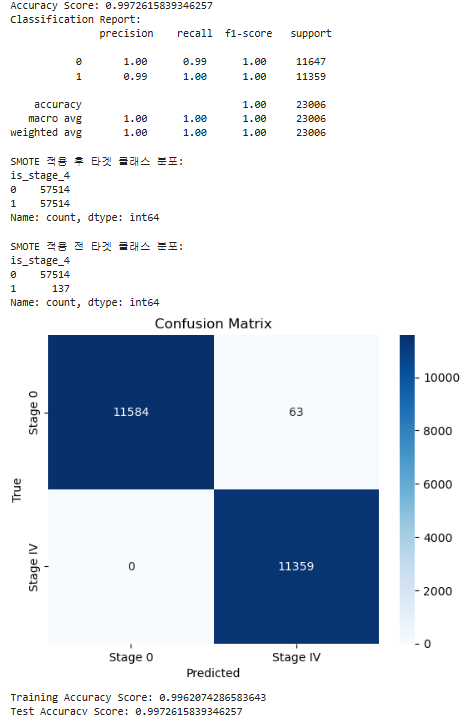 Accuracy Score: 0.9972615839346257
Classification Report:
precision recall f1-score support
0 1.00 0.99 1.00 11647
1 0.99 1.00 1.00 11359
accuracy 1.00 23006
macro avg 1.00 1.00 1.00 23006
weighted avg 1.00 1.00 1.00 23006
SMOTE 적용 후 타겟 클래스 분포:
is_stage_4
0 57514
1 57514
Name: count, dtype: int64
SMOTE 적용 전 타겟 클래스 분포:
is_stage_4
0 57514
1 137
Name: count, dtype: int64
Confusion Matrix
Stage 0
11584
63
Stage IV
0
11359
True
Stage 0
Stage IV
Predicted
10000
8000
6000
4000
2000
0
Training Accuracy Score: 0.9962074286583643
Test Accuracy Score: 0.9972615839346257